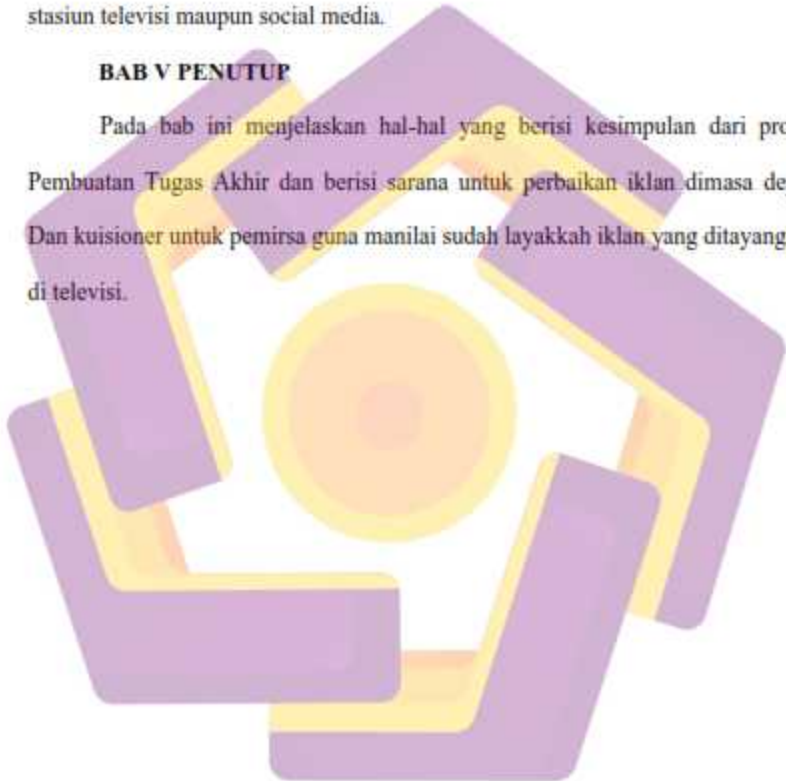 stasiun televisi maupun social media.
BAB V PENUTUP
Pada bab ini menjelaskan hal-hal yang berisi kesimpulan dari pro
Pembuatan Tugas Akhir dan berisi sarana untuk perbaikan iklan dimasa de
Dan kuisioner untuk pemirsa guna manilai sudah layakkah iklan yang ditayang
di televisi.